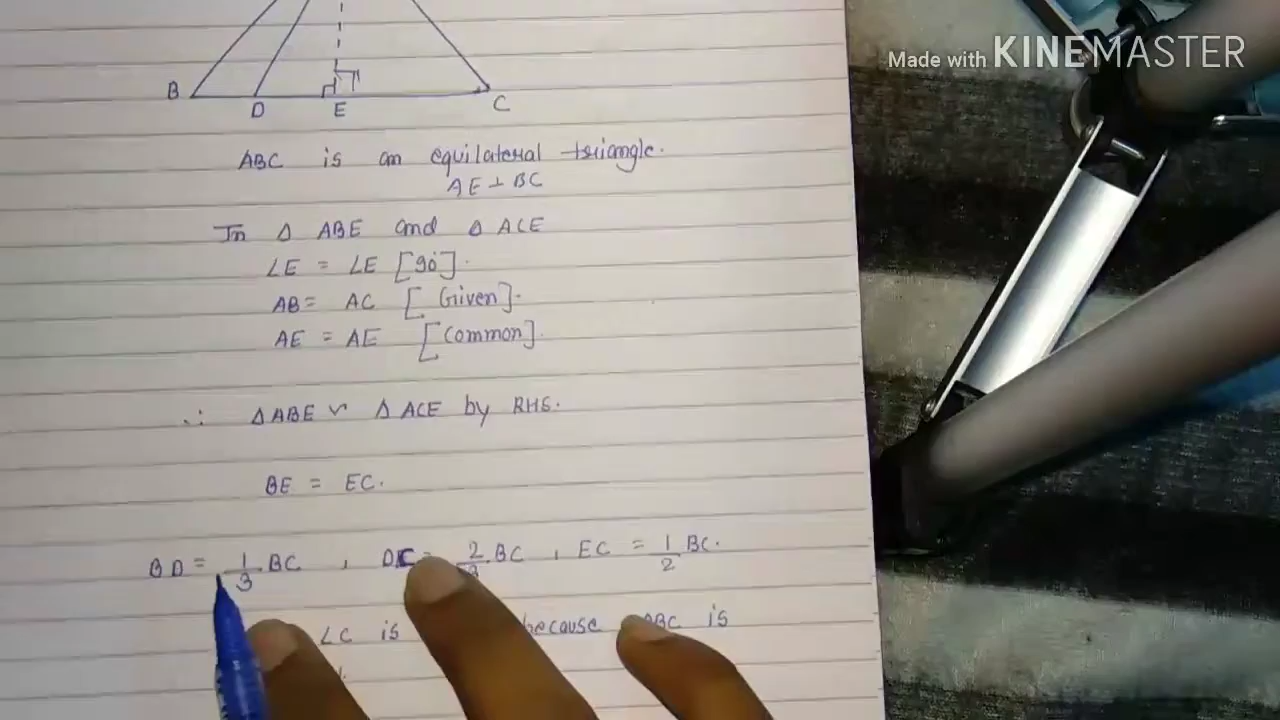 Made with KINEMASTER
B D E C
ABC is an equilateral triangle.
AE ⊥ BC
In Δ ABE and Δ ACE
∠E = ∠E [90°].
AB = AC [Given].
AE = AE [Common].
∴ ΔABE ~ Δ ACE by RHS.
BE = EC.
BD = 1/3 BC , DC = 2/3 BC , EC = 1/2 BC.
∠C is because ABC is